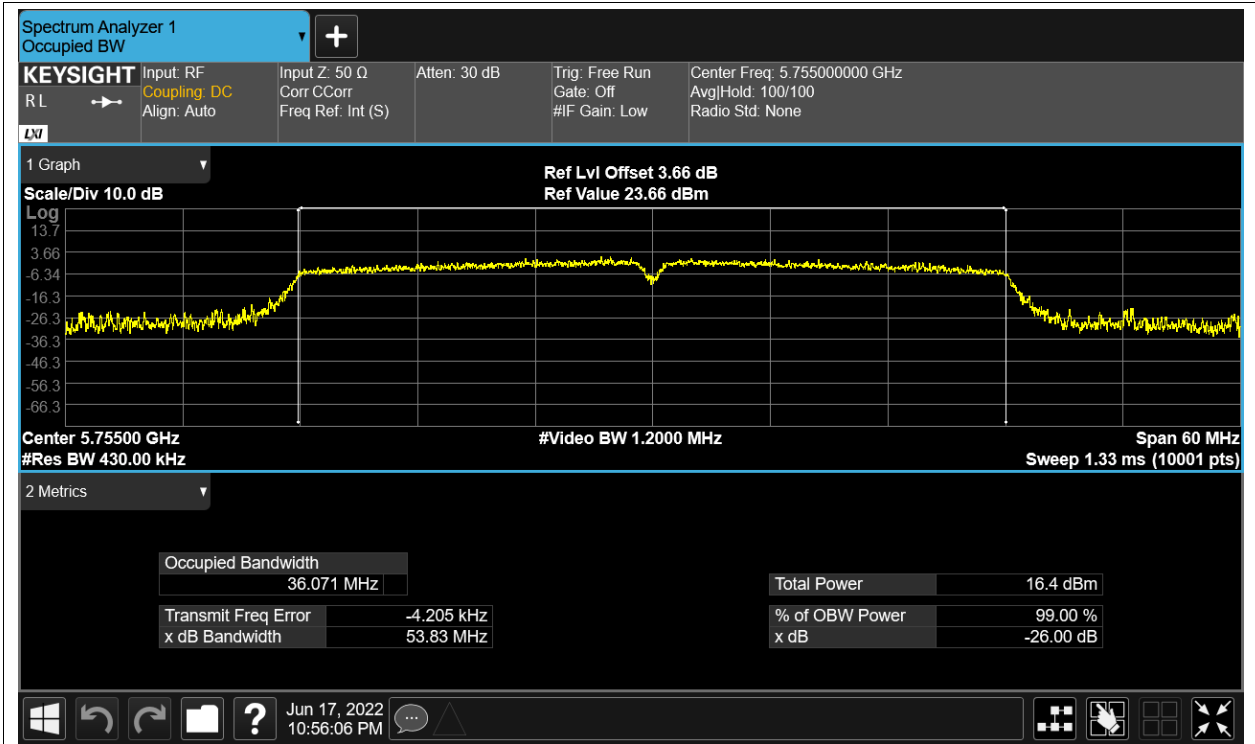 Spectrum Analyzer 1
Occupied BW
+
KEYSIGHT
R L
LXI
Input: RF
Coupling: DC
Align: Auto
Input Z: 50 Ω
Corr CCorr
Freq Ref: Int (S)
Atten: 30 dB
Trig: Free Run
Gate: Off
#IF Gain: Low
Center Freq: 5.755000000 GHz
Avg|Hold: 100/100
Radio Std: None
1 Graph
Scale/Div 10.0 dB
Ref Lvl Offset 3.66 dB
Ref Value 23.66 dBm
Log
13.7
3.66
-6.34
-16.3
-26.3
-36.3
-46.3
-56.3
-66.3
Center 5.75500 GHz
#Video BW 1.2000 MHz
Span 60 MHz
#Res BW 430.00 kHz
Sweep 1.33 ms (10001 pts)
2 Metrics
Occupied Bandwidth
36.071 MHz
Total Power 16.4 dBm
Transmit Freq Error -4.205 kHz
% of OBW Power 99.00 %
x dB Bandwidth 53.83 MHz
x dB -26.00 dB
?
Jun 17, 2022
10:56:06 PM